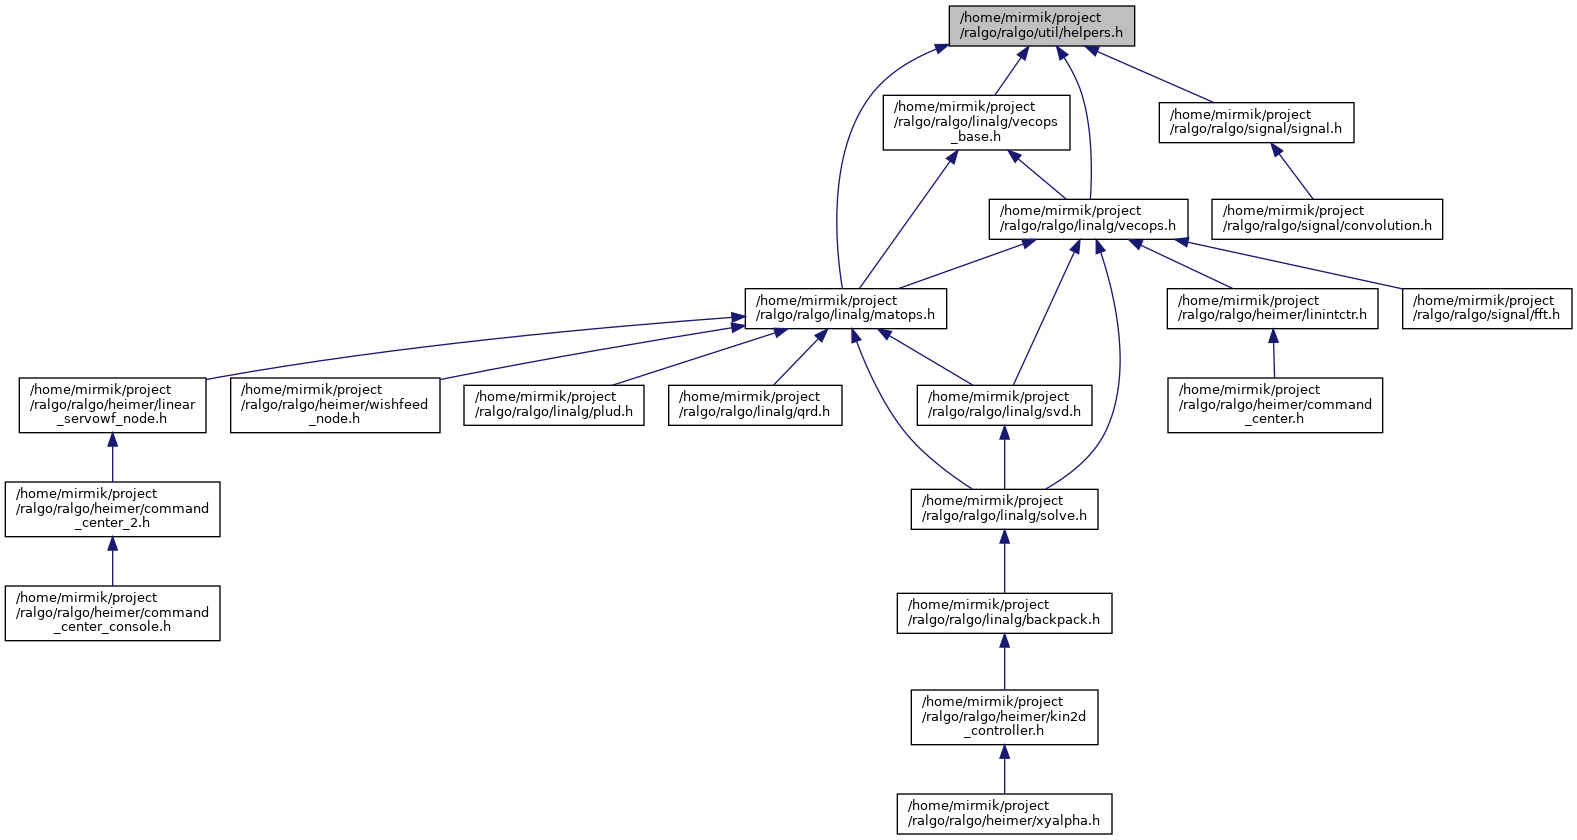 /home/mirmik/project
/ralgo/ralgo/util/helpers.h
/home/mirmik/project
/ralgo/ralgo/linalg/vecops
_base.h
/home/mirmik/project
/ralgo/ralgo/signal/signal.h
/home/mirmik/project
/ralgo/ralgo/linalg/vecops.h
/home/mirmik/project
/ralgo/ralgo/signal/convolution.h
/home/mirmik/project
/ralgo/ralgo/linalg/matops.h
/home/mirmik/project
/ralgo/ralgo/heimer/linintctr.h
/home/mirmik/project
/ralgo/ralgo/signal/fft.h
/home/mirmik/project
/ralgo/ralgo/heimer/linear
_servowf_node.h
/home/mirmik/project
/ralgo/ralgo/heimer/wishfeed
_node.h
/home/mirmik/project
/ralgo/ralgo/linalg/plud.h
/home/mirmik/project
/ralgo/ralgo/linalg/qrd.h
/home/mirmik/project
/ralgo/ralgo/linalg/svd.h
/home/mirmik/project
/ralgo/ralgo/heimer/command
_center.h
/home/mirmik/project
/ralgo/ralgo/heimer/command
_center_2.h
/home/mirmik/project
/ralgo/ralgo/linalg/solve.h
/home/mirmik/project
/ralgo/ralgo/heimer/command
_center_console.h
/home/mirmik/project
/ralgo/ralgo/linalg/backpack.h
/home/mirmik/project
/ralgo/ralgo/heimer/kin2d
_controller.h
/home/mirmik/project
/ralgo/ralgo/heimer/xyalpha.h